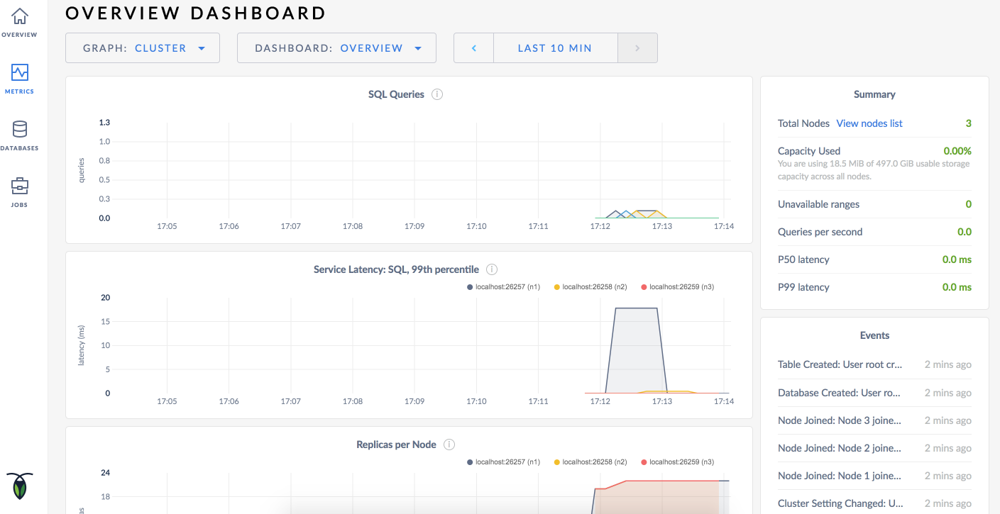 OVERVIEW DASHBOARD
OVERVIEW
METRICS
DATABASES
JOBS
GRAPH: CLUSTER
DASHBOARD: OVERVIEW
LAST 10 MIN
SQL Queries
1.3
1.0
0.8
0.5
0.3
0.0
queries
17:05 17:06 17:07 17:08 17:09 17:10 17:11 17:12 17:13 17:14
Service Latency: SQL, 99th percentile
localhost:26257 (n1) localhost:26258 (n2) localhost:26259 (n3)
20
15
10
5
0
latency (ms)
17:05 17:06 17:07 17:08 17:09 17:10 17:11 17:12 17:13 17:14
Replicas per Node
localhost:26257 (n1) localhost:26258 (n2) localhost:26259 (n3)
24
18
Summary
Total Nodes View nodes list 3
Capacity Used 0.00%
You are using 18.5 MiB of 497.0 GiB usable storage
capacity across all nodes.
Unavailable ranges 0
Queries per second 0.0
P50 latency 0.0 ms
P99 latency 0.0 ms
Events
Table Created: User root cr... 2 mins ago
Database Created: User ro... 2 mins ago
Node Joined: Node 3 joine... 2 mins ago
Node Joined: Node 2 joine... 2 mins ago
Node Joined: Node 1 joine... 2 mins ago
Cluster Setting Changed: U... 2 mins ago